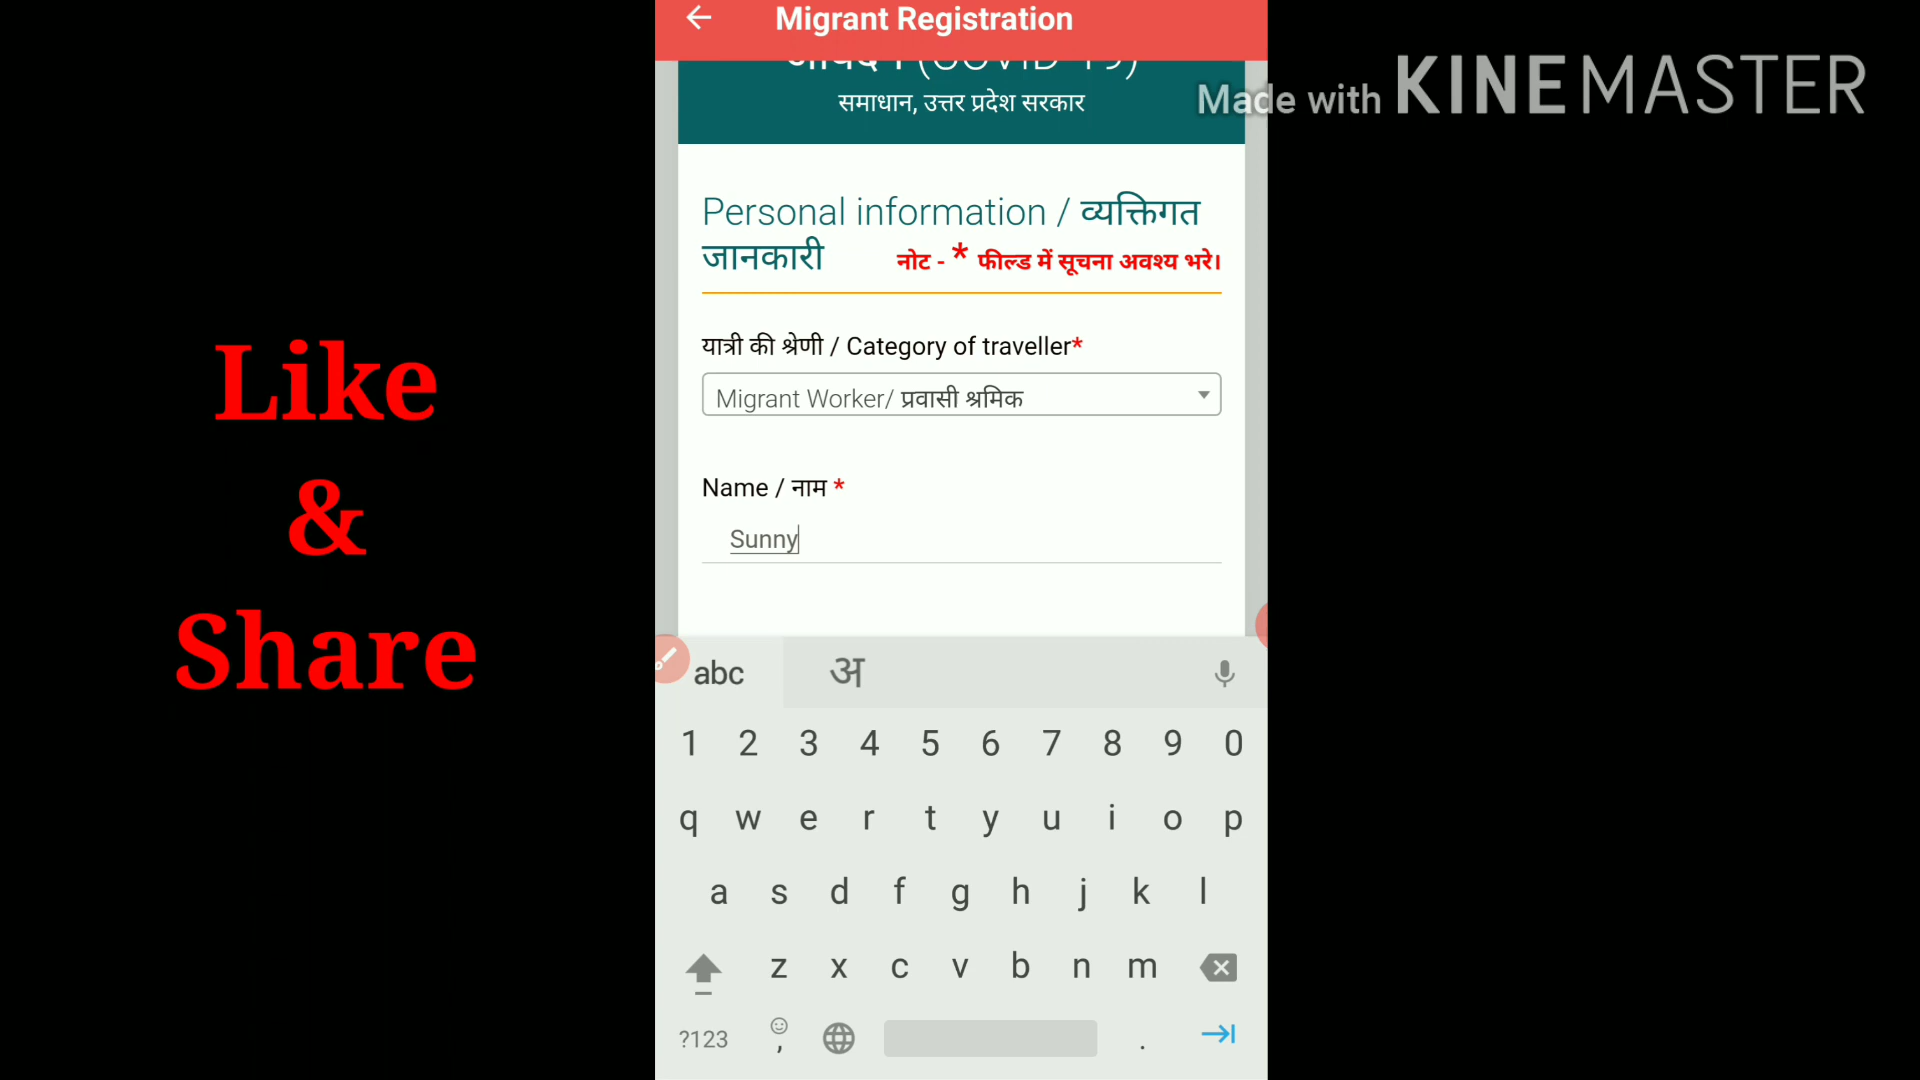 Like
&
Share
Migrant Registration
(COVID-19)
समाधान, उत्तर प्रदेश सरकार
Made with KINEMASTER
Personal information / व्यक्तिगत
जानकारी
नोट - * फील्ड में सूचना अवश्य भरे।
यात्री की श्रेणी / Category of traveller*
Migrant Worker/ प्रवासी श्रमिक
Name / नाम *
Sunny
abc अ
1 2 3 4 5 6 7 8 9 0
q w e r t y u i o p
a s d f g h j k l
z x c v b n m
?123 , .